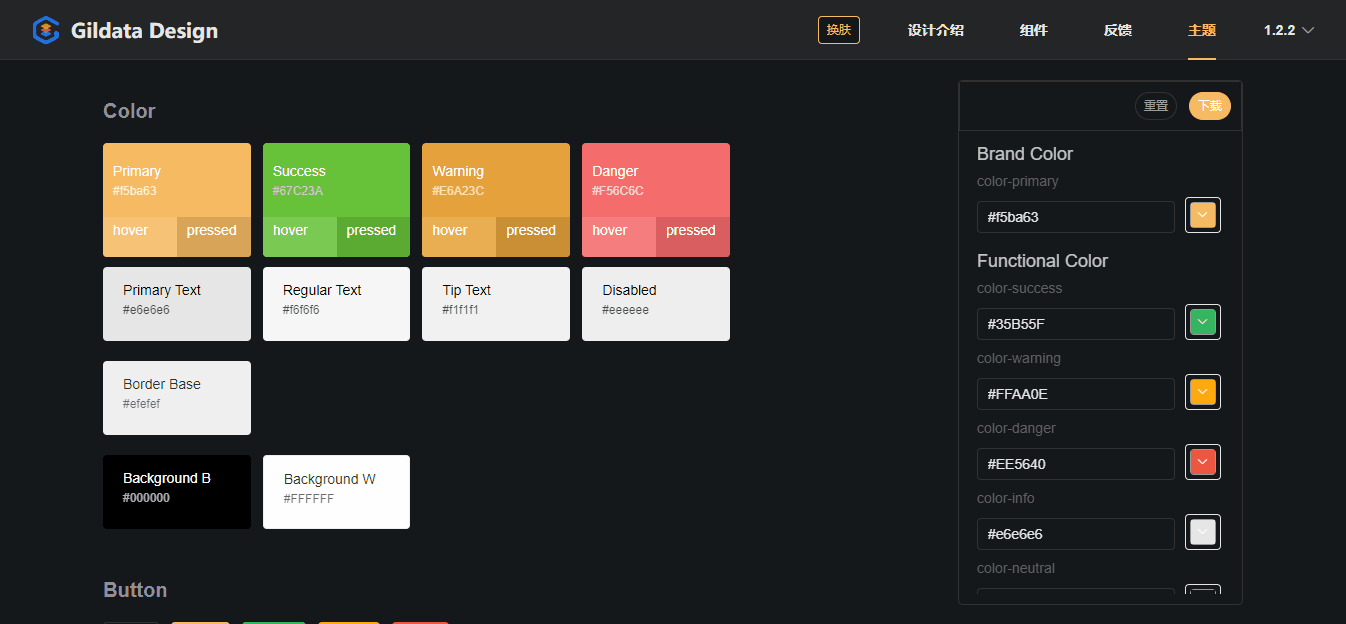 Gildata Design
换肤 设计介绍 组件 反馈 主题 1.2.2
Color
Primary
#f5ba63
hover pressed
Success
#67C23A
hover pressed
Warning
#E6A23C
hover pressed
Danger
#F56C6C
hover pressed
Primary Text
#e6e6e6
Regular Text
#f6f6f6
Tip Text
#f1f1f1
Disabled
#eeeeee
Border Base
#efefef
Background B
#000000
Background W
#FFFFFF
Button
重置 下载
Brand Color
color-primary
#f5ba63
Functional Color
color-success
#35B55F
color-warning
#FFAA0E
color-danger
#EE5640
color-info
#e6e6e6
color-neutral